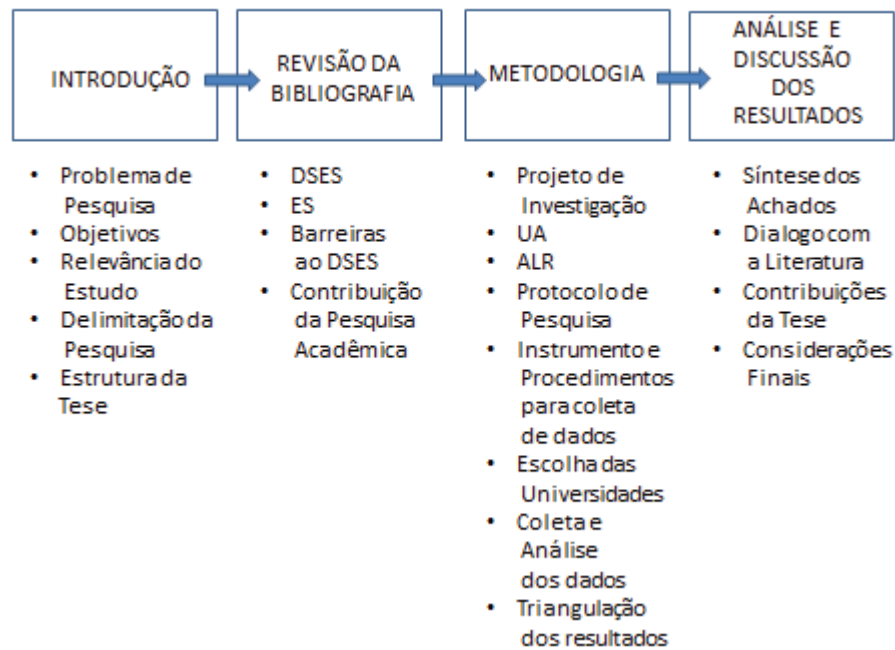 INTRODUÇÃO
• Problema de
Pesquisa
• Objetivos
• Relevância do
Estudo
• Delimitação da
Pesquisa
• Estrutura da
Tese
REVISÃO DA
BIBLIOGRAFIA
• DSES
• ES
• Barreiras
ao DSES
• Contribuição
da Pesquisa
Acadêmica
METODOLOGIA
• Projeto de
Investigação
• UA
• ALR
• Protocolo de
Pesquisa
• Instrumento e
Procedimentos
para coleta
de dados
• Escolha das
Universidades
• Coleta e
Análise
dos dados
• Triangulação
dos resultados
ANÁLISE E
DISCUSSÃO
DOS
RESULTADOS
• Síntese dos
Achados
• Dialogo com
a Literatura
• Contribuições
da Tese
• Considerações
Finais